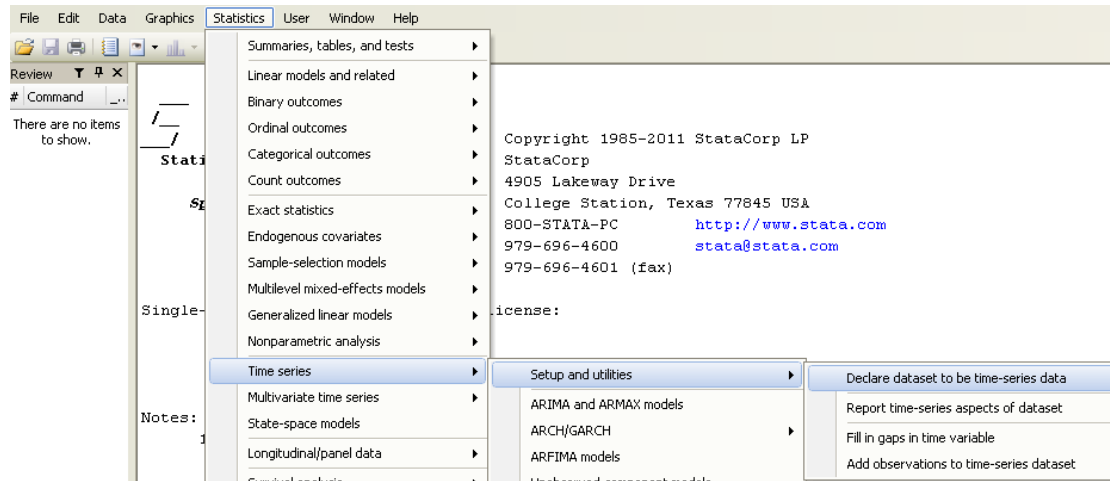 File Edit Data Graphics Statistics User Window Help
Review
# Command _..
There are no items
to show.
Summaries, tables, and tests
Linear models and related
Binary outcomes
Ordinal outcomes
Categorical outcomes
Count outcomes
Exact statistics
Endogenous covariates
Sample-selection models
Multilevel mixed-effects models
Generalized linear models
Nonparametric analysis
Time series
Multivariate time series
State-space models
Longitudinal/panel data
Setup and utilities
ARIMA and ARMAX models
ARCH/GARCH
ARFIMA models
Declare dataset to be time-series data
Report time-series aspects of dataset
Fill in gaps in time variable
Add observations to time-series dataset
Stati
Sp
Copyright 1985-2011 StataCorp LP
StataCorp
4905 Lakeway Drive
College Station, Texas 77845 USA
800-STATA-PC http://www.stata.com
979-696-4600 stata@stata.com
979-696-4601 (fax)
Single- icense:
Notes:
1